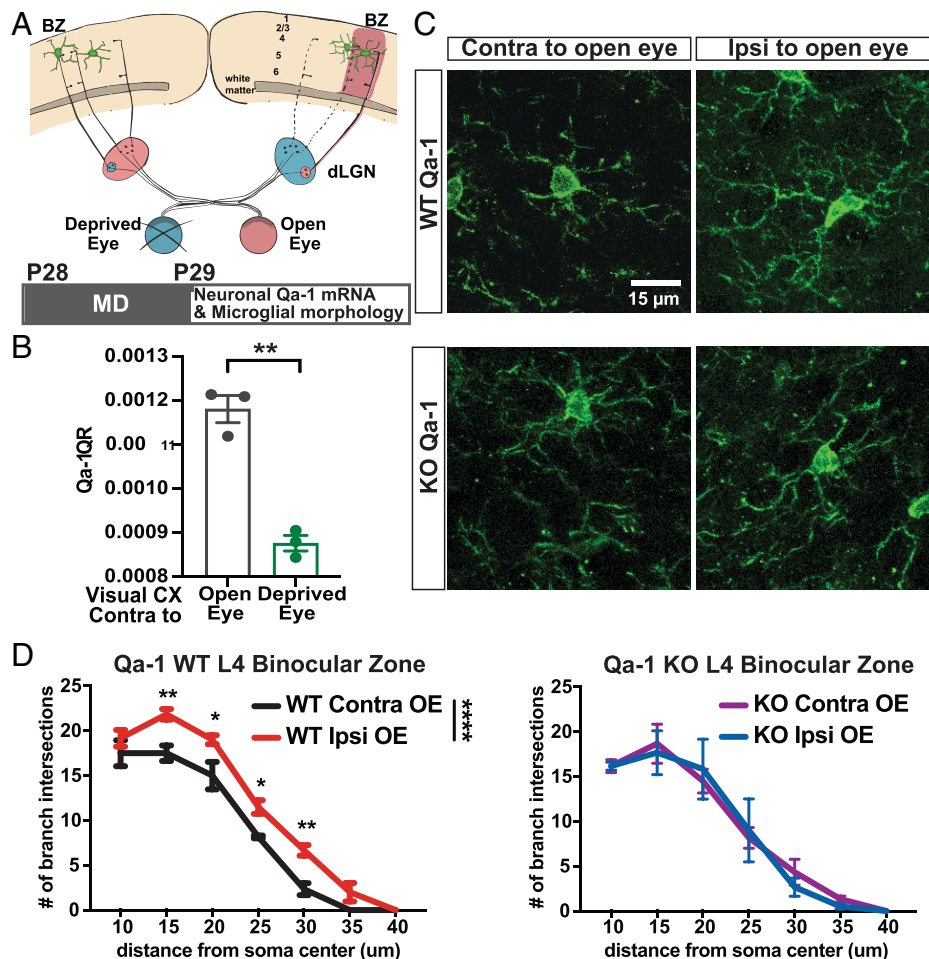 A
BZ
BZ
1
2/3
4
5
6
white
matter
dLGN
Deprived
Eye
Open
Eye
P28
P29
MD
Neuronal Qa-1 mRNA
& Microglial morphology
B
Qa-1QR
0.0013
0.0012
0.00 11
0.0010
0.0009
0.0008
**
Visual CX
Contra to
Open
Eye
Deprived
Eye
C
Contra to open eye
Ipsi to open eye
WT Qa-1
15 µm
KO Qa-1
D
Qa-1 WT L4 Binocular Zone
# of branch intersections
25
20
15
10
5
0
**
*
*
**
WT Contra OE
WT Ipsi OE
****
10 15 20 25 30 35 40
distance from soma center (um)
Qa-1 KO L4 Binocular Zone
# of branch intersections
25
20
15
10
5
0
KO Contra OE
KO Ipsi OE
10 15 20 25 30 35 40
distance from soma center (um)